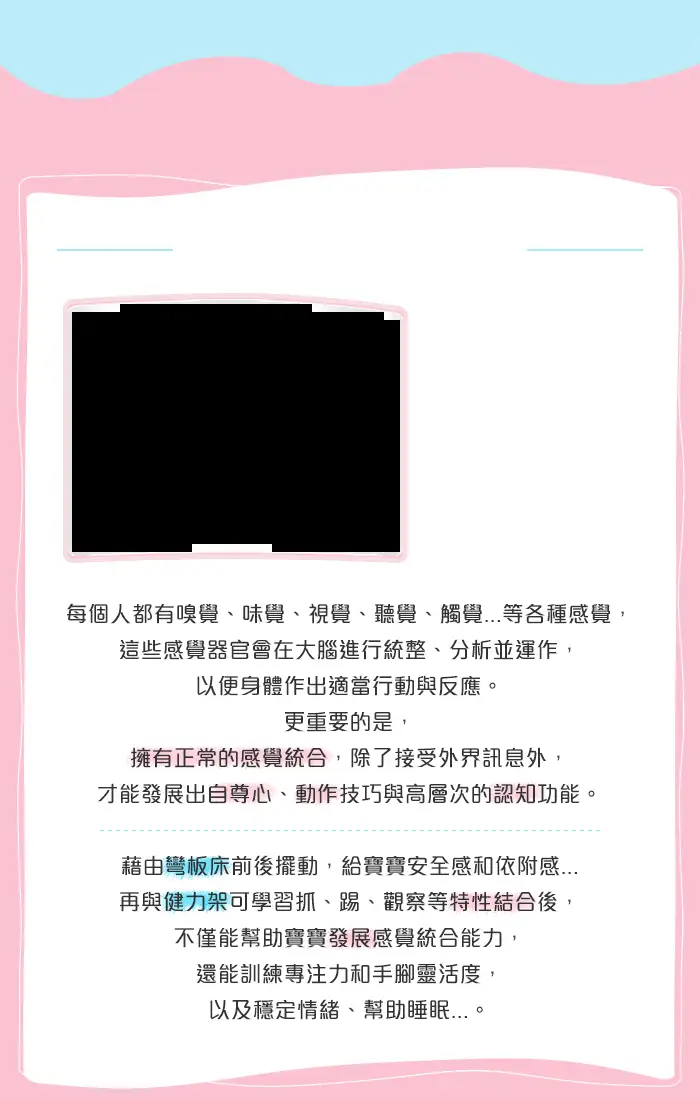 每個人都有嗅覺、味覺、視覺、聽覺、觸覺...等各種感覺，
這些感覺器官會在大腦進行統整、分析並運作，
以便身體作出適當行動與反應。
更重要的是，
擁有正常的感覺統合，除了接受外界訊息外，
才能發展出自尊心、動作技巧與高層次的認知功能。
藉由彎板床前後擺動，給寶寶安全感和依附感...
再與健力架可學習抓、踢、觀察等特性結合後，
不僅能幫助寶寶發展感覺統合能力，
還能訓練專注力和手腳靈活度，
以及穩定情緒、幫助睡眠...。